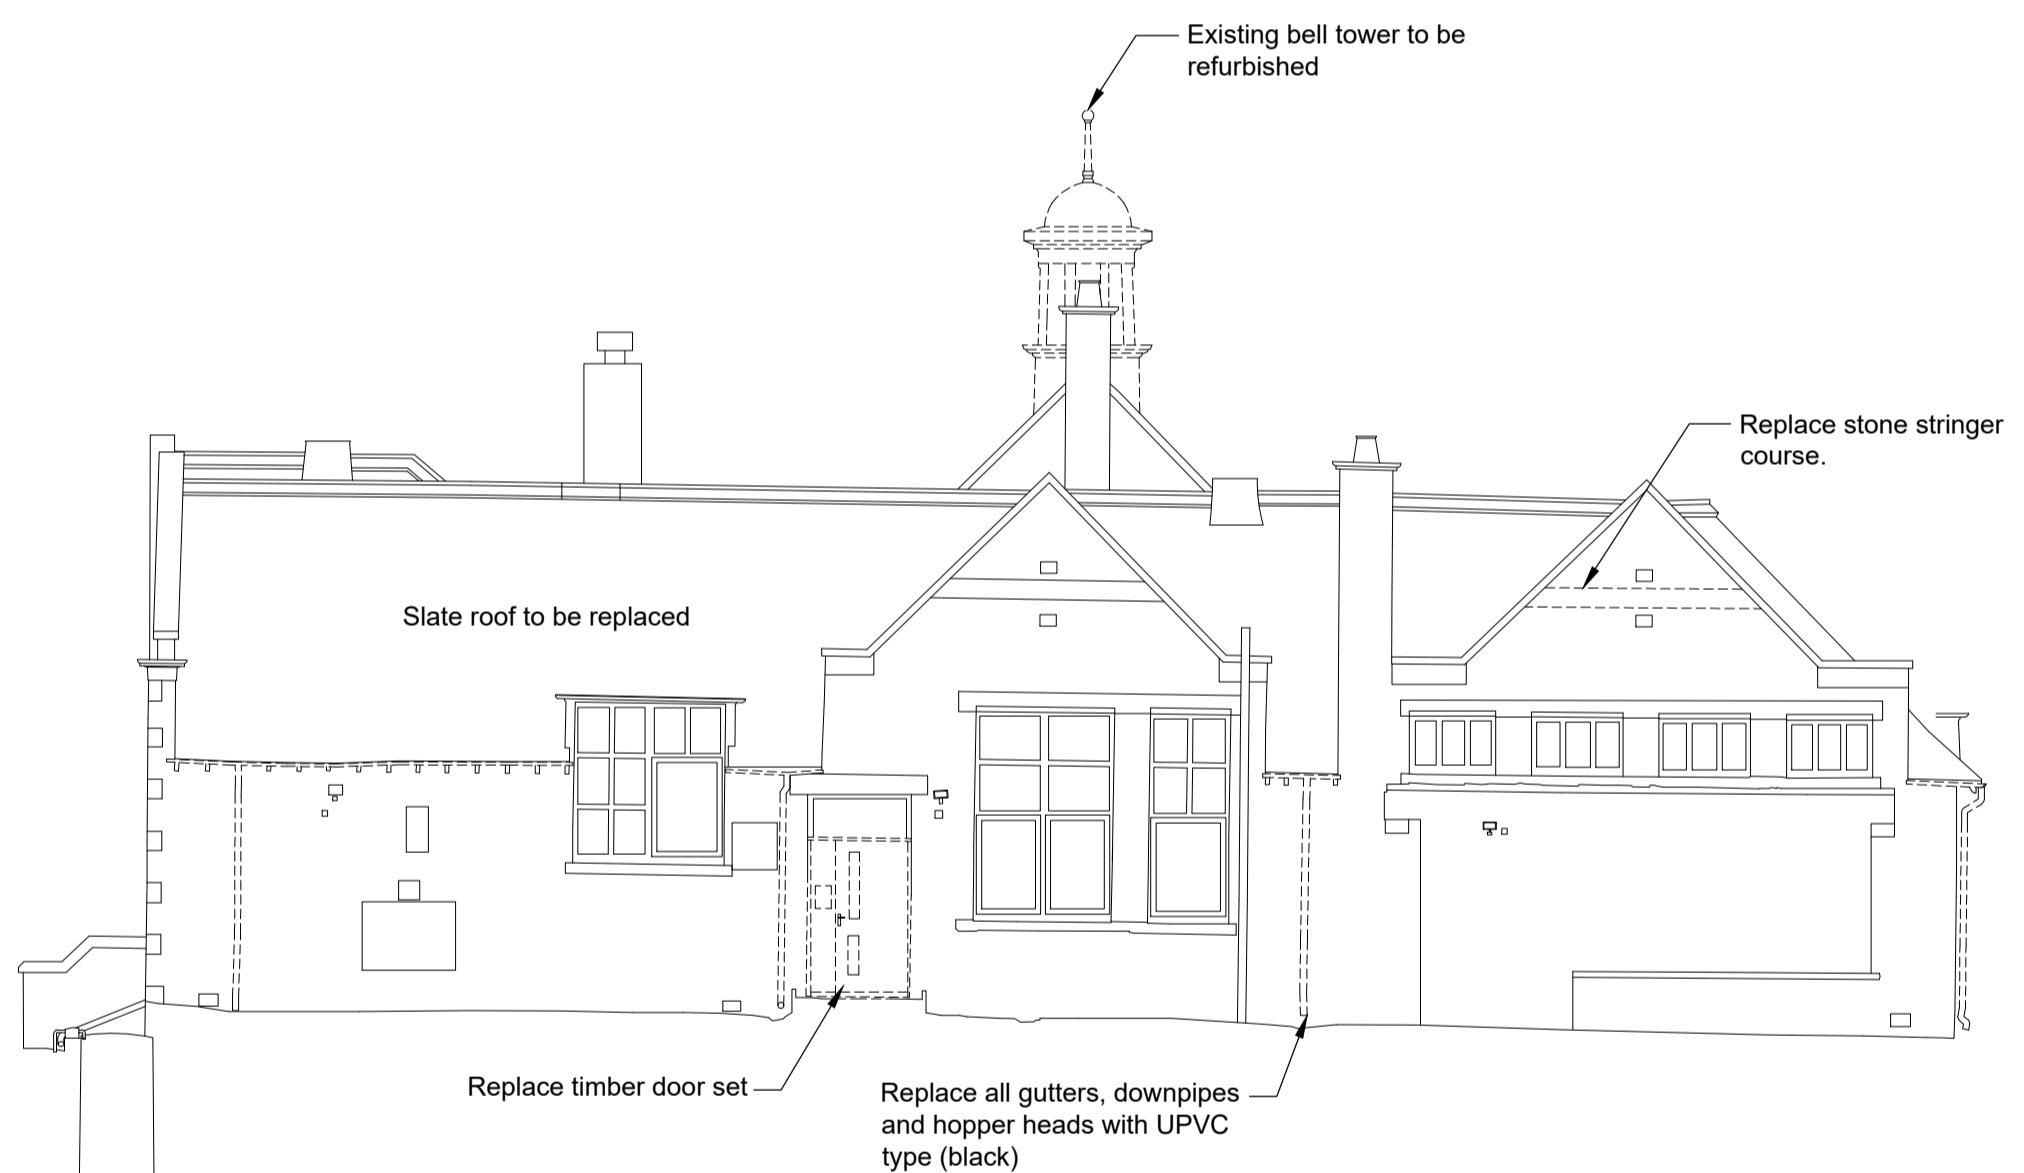 Existing bell tower to be
refurbished
Replace stone stringer
course.
Slate roof to be replaced
Replace timber door set
Replace all gutters, downpipes
and hopper heads with UPVC
type (black)